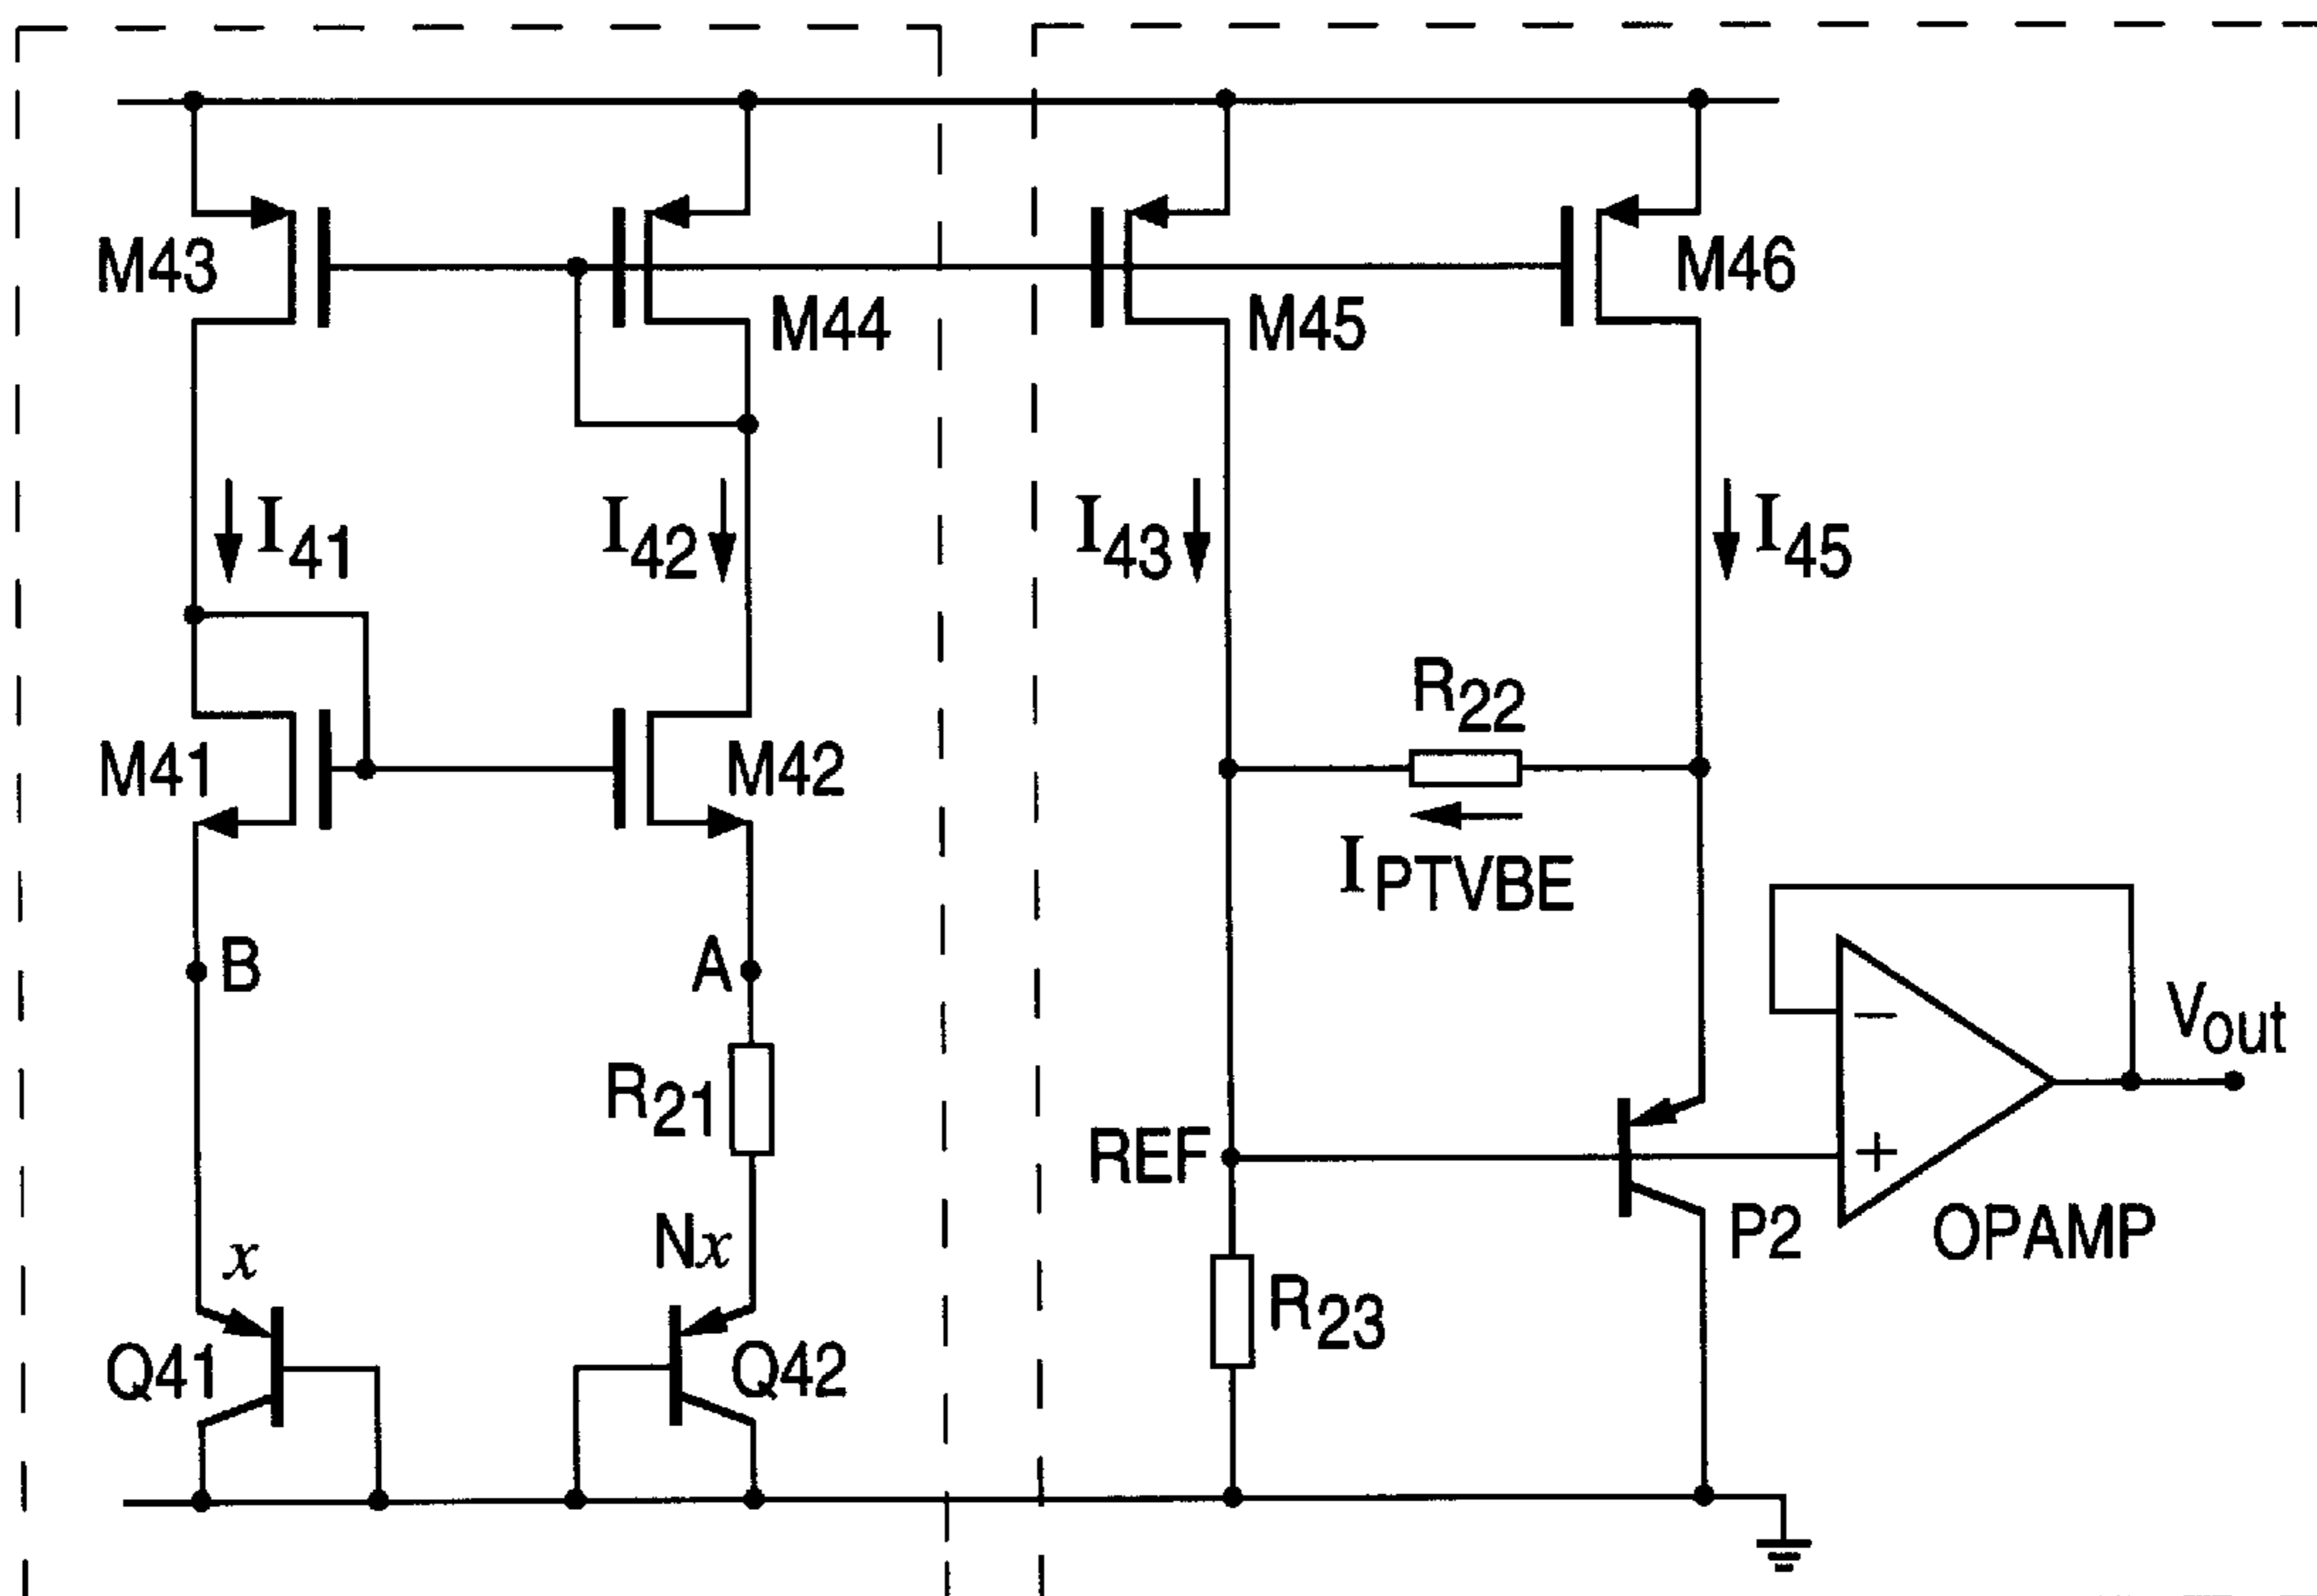 M43
M44
M45
M46
I41
I42
I43
I45
R22
M41
M42
IPTVBE
B
A
Vout
R21
REF
−
+
Nx
x
P2
OPAMP
R23
Q41
Q42